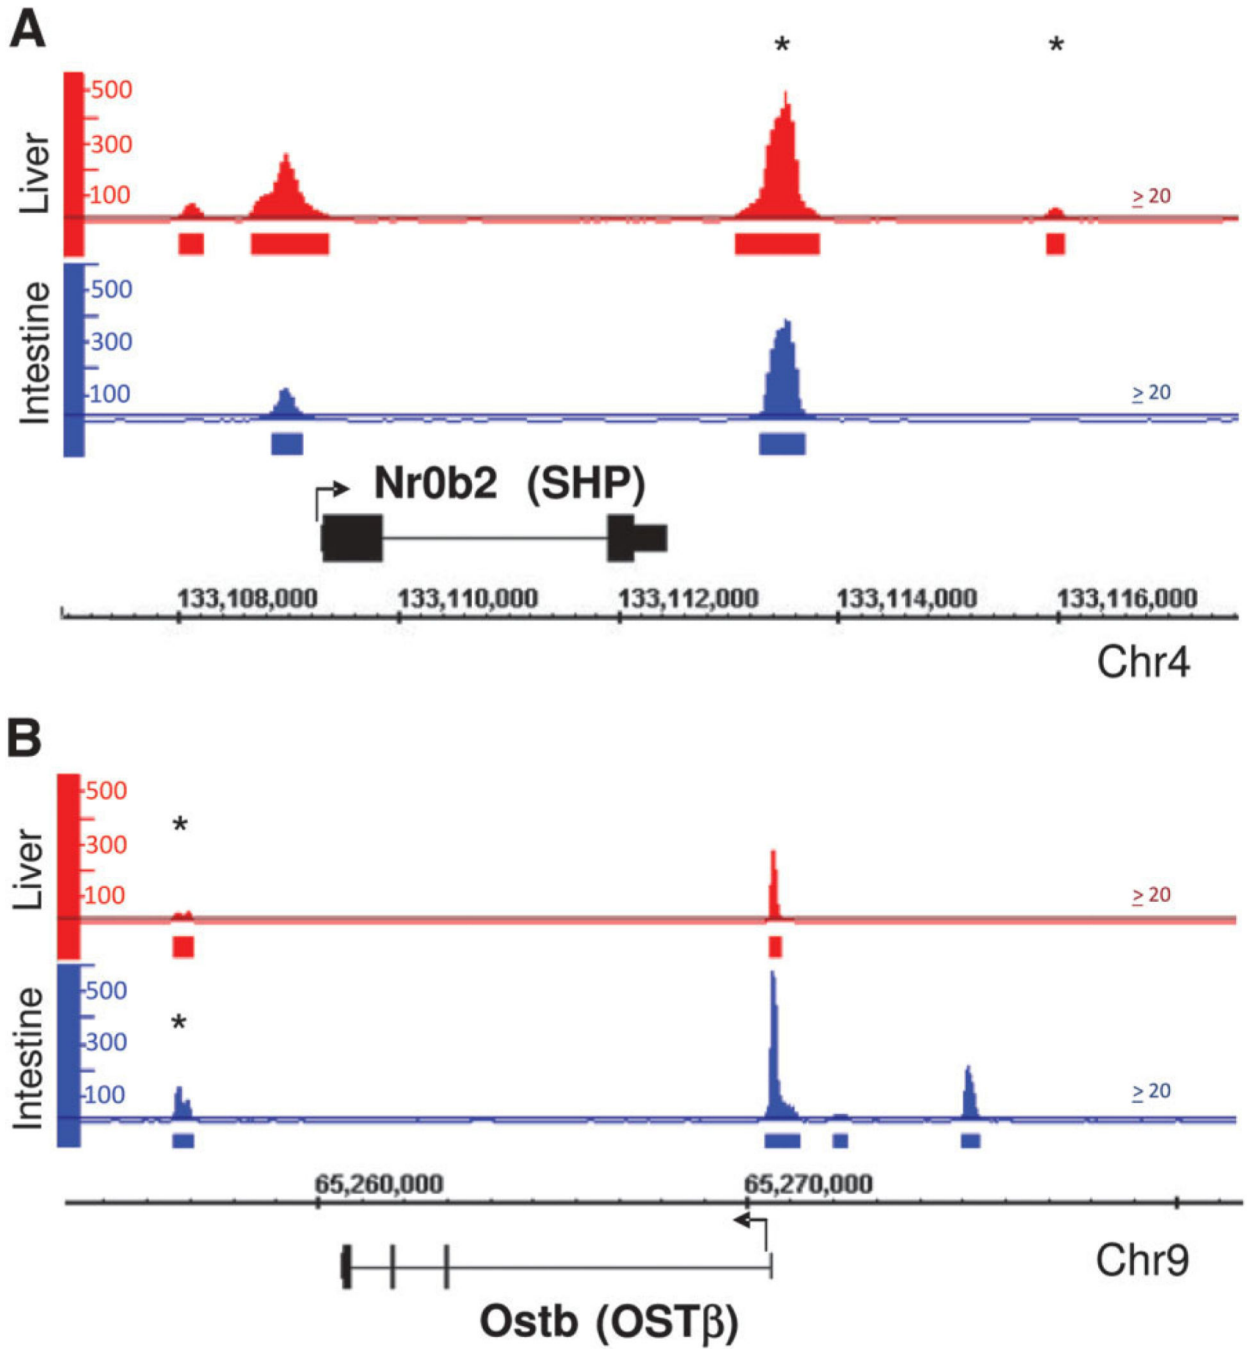 A
* *
Liver
500
300
100
≥ 20
Intestine
500
300
100
≥ 20
Nr0b2 (SHP)
133,108,000 133,110,000 133,112,000 133,114,000 133,116,000
Chr4
B
Liver
500
*
300
100
≥ 20
Intestine
500
*
300
100
≥ 20
65,260,000 65,270,000
Chr9
Ostb (OSTβ)